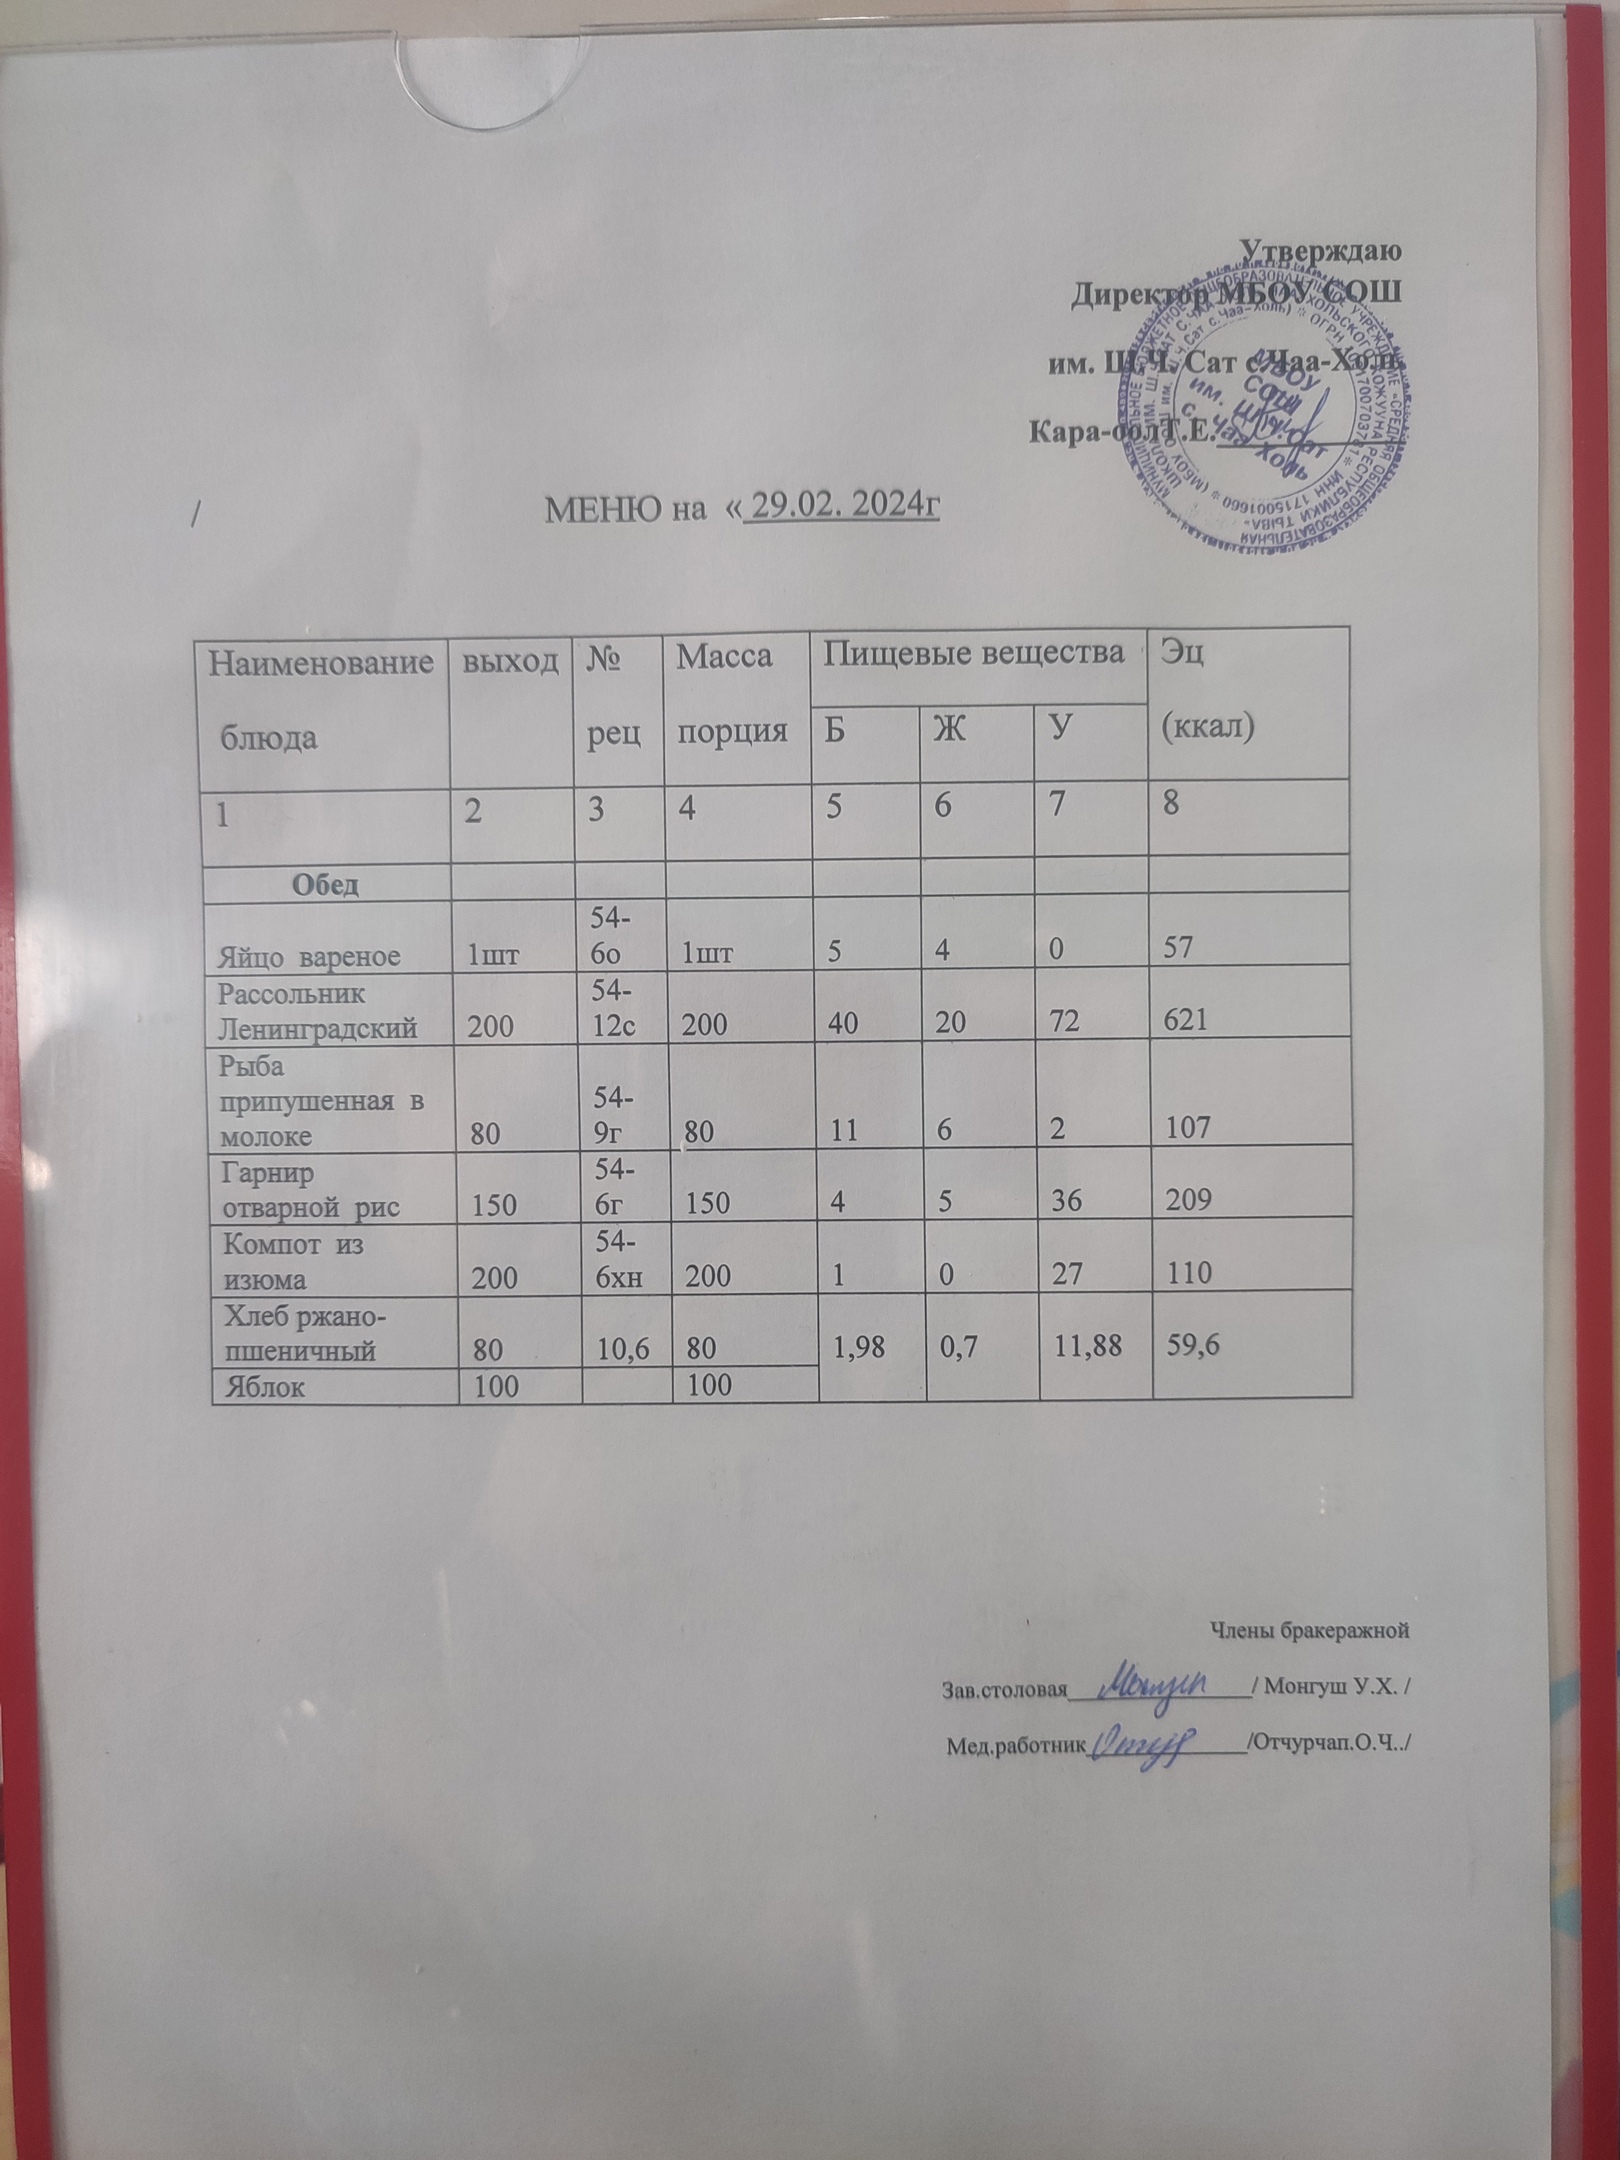 Утверждаю
Директор МБОУ СОШ
им. Ш.Ч. Сат с.Чаа-Холь
Кара-оолТ.Е.
/
МЕНЮ на « 29.02. 2024г
Наименование блюда выход № рец Масса порция Пищевые вещества Эц (ккал)
Б Ж У
1 2 3 4 5 6 7 8
Обед
Яйцо вареное 1шт 54-6о 1шт 5 4 0 57
Рассольник Ленинградский 200 54-12с 200 40 20 72 621
Рыба припушенная в молоке 80 54-9г 80 11 6 2 107
Гарнир отварной рис 150 54-6г 150 4 5 36 209
Компот из изюма 200 54-6хн 200 1 0 27 110
Хлеб ржано-пшеничный 80 10,6 80 1,98 0,7 11,88 59,6
Яблок 100 100
Члены бракеражной
Зав.столовая / Монгуш У.Х. /
Мед.работник /Отчурчап.О.Ч../
МБОУ
СОШ
им. Ш.Ч.Сат
с. Чаа-Холь